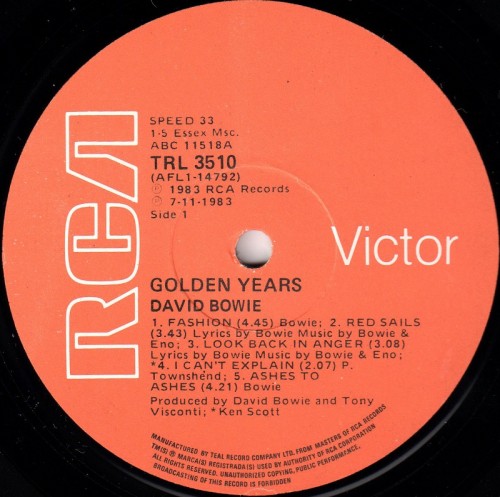 RCA
SPEED 33
1-5 Essex Msc.
ABC 11518A
TRL 3510
(AFL1-14792)
℗ 1983 RCA Records
℗ 7-11-1983
Side 1
Victor
GOLDEN YEARS
DAVID BOWIE
1. FASHION (4.45) Bowie; 2. RED SAILS
(3.43) Lyrics by Bowie Music by Bowie &
Eno; 3. LOOK BACK IN ANGER (3.08)
Lyrics by Bowie Music by Bowie & Eno;
*4. I CAN'T EXPLAIN (2.07) P.
Townshend; 5. ASHES TO
ASHES (4.21) Bowie
Produced by David Bowie and Tony
Visconti; *Ken Scott
MANUFACTURED BY TEAL RECORD COMPANY LTD. FROM MASTERS OF RCA RECORDS
TM(S) ® MARCA(S) REGISTRADA(S) USED BY AUTHORITY OF RCA CORPORATION
ALL RIGHTS RESERVED. UNAUTHORIZED COPYING, PUBLIC PERFORMANCE,
BROADCASTING OF THIS RECORD IS FORBIDDEN